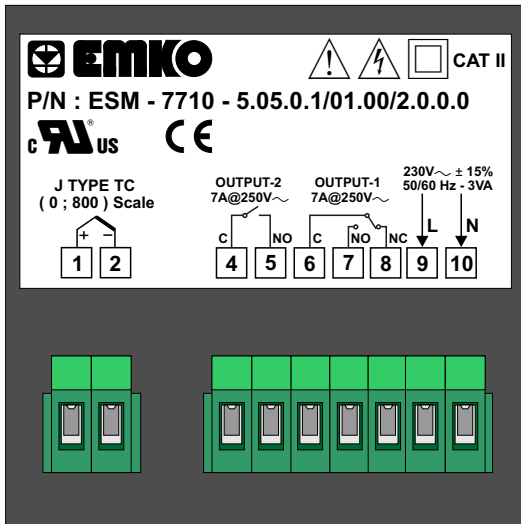 EMKO
CAT II
P/N : ESM - 7710 - 5.05.0.1/01.00/2.0.0.0
C RU ® US CE
J TYPE TC
( 0 ; 800 ) Scale
OUTPUT-2
7A@250V~
OUTPUT-1
7A@250V~
230V~ ± 15%
50/60 Hz - 3VA
L N
+ - C NO C NO NC
1 2 4 5 6 7 8 9 10